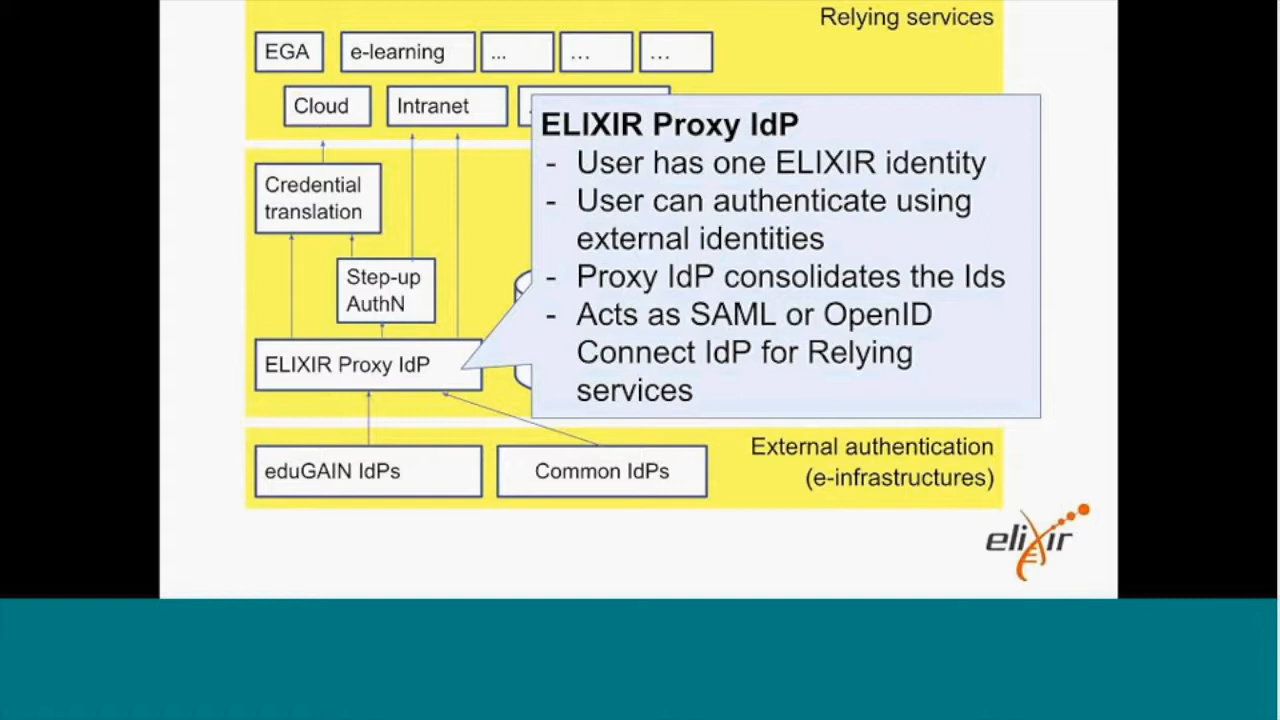 Relying services
EGA
e-learning
...
...
...
Cloud
Intranet
ELIXIR Proxy IdP
- User has one ELIXIR identity
- User can authenticate using
external identities
- Proxy IdP consolidates the Ids
- Acts as SAML or OpenID
Connect IdP for Relying
services
Credential
translation
Step-up
AuthN
ELIXIR Proxy IdP
External authentication
(e-infrastructures)
eduGAIN IdPs
Common IdPs
elixir